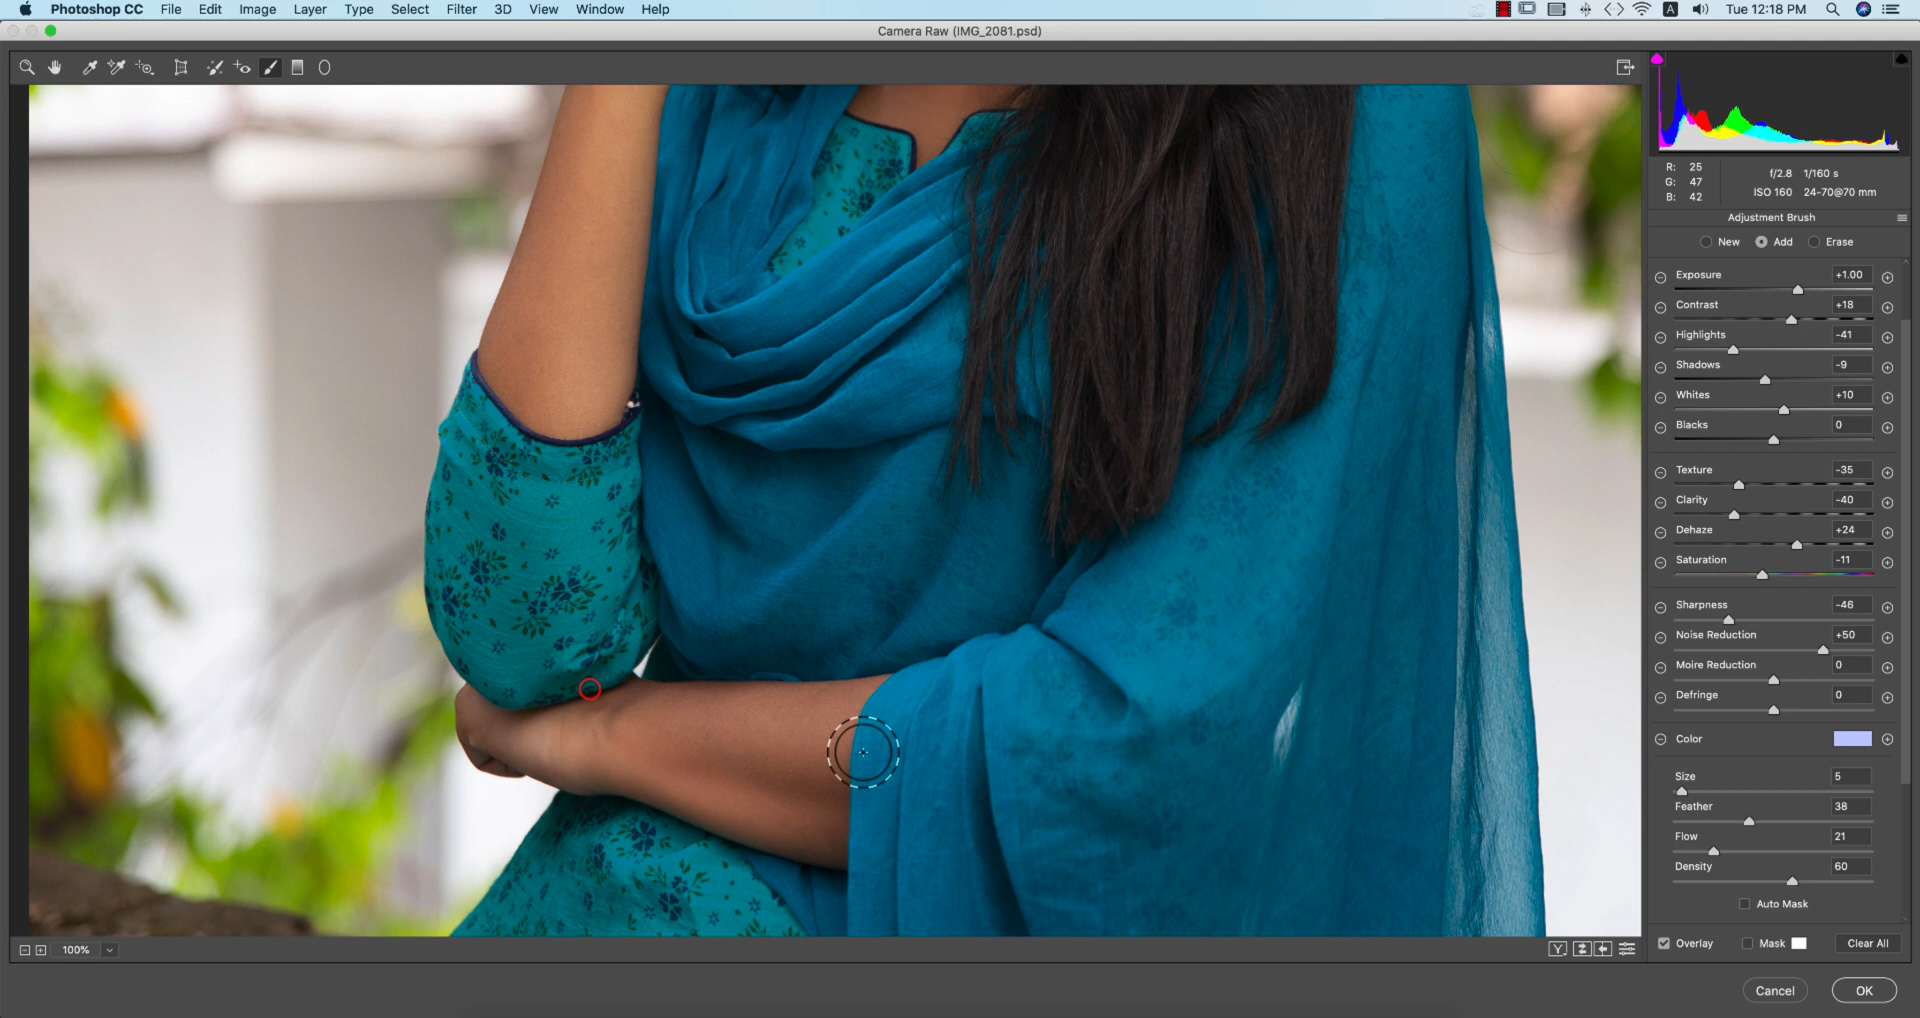 Photoshop CC File Edit Image Layer Type Select Filter 3D View Window Help A Tue 12:18 PM
Camera Raw (IMG_2081.psd)
R: 25 f/2.8 1/160 s
G: 47
B: 42 ISO 160 24-70@70 mm
Adjustment Brush
New Add Erase
Exposure +1.00
Contrast +18
Highlights -41
Shadows -9
Whites +10
Blacks 0
Texture -35
Clarity -40
Dehaze +24
Saturation -11
Sharpness -46
Noise Reduction +50
Moire Reduction 0
Defringe 0
Color
Size 5
Feather 38
Flow 21
Density 60
Auto Mask
100% Y Overlay Mask Clear All
Cancel OK